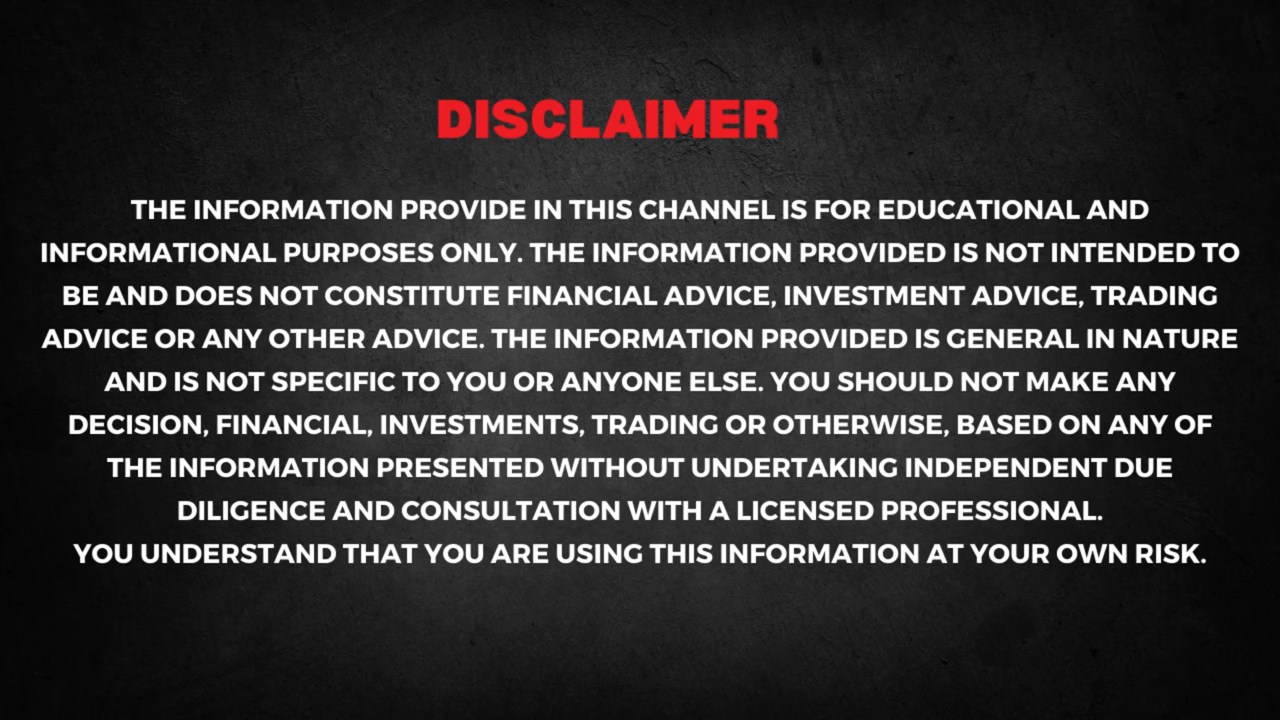 DISCLAIMER
THE INFORMATION PROVIDE IN THIS CHANNEL IS FOR EDUCATIONAL AND
INFORMATIONAL PURPOSES ONLY. THE INFORMATION PROVIDED IS NOT INTENDED TO
BE AND DOES NOT CONSTITUTE FINANCIAL ADVICE, INVESTMENT ADVICE, TRADING
ADVICE OR ANY OTHER ADVICE. THE INFORMATION PROVIDED IS GENERAL IN NATURE
AND IS NOT SPECIFIC TO YOU OR ANYONE ELSE. YOU SHOULD NOT MAKE ANY
DECISION, FINANCIAL, INVESTMENTS, TRADING OR OTHERWISE, BASED ON ANY OF
THE INFORMATION PRESENTED WITHOUT UNDERTAKING INDEPENDENT DUE
DILIGENCE AND CONSULTATION WITH A LICENSED PROFESSIONAL.
YOU UNDERSTAND THAT YOU ARE USING THIS INFORMATION AT YOUR OWN RISK.